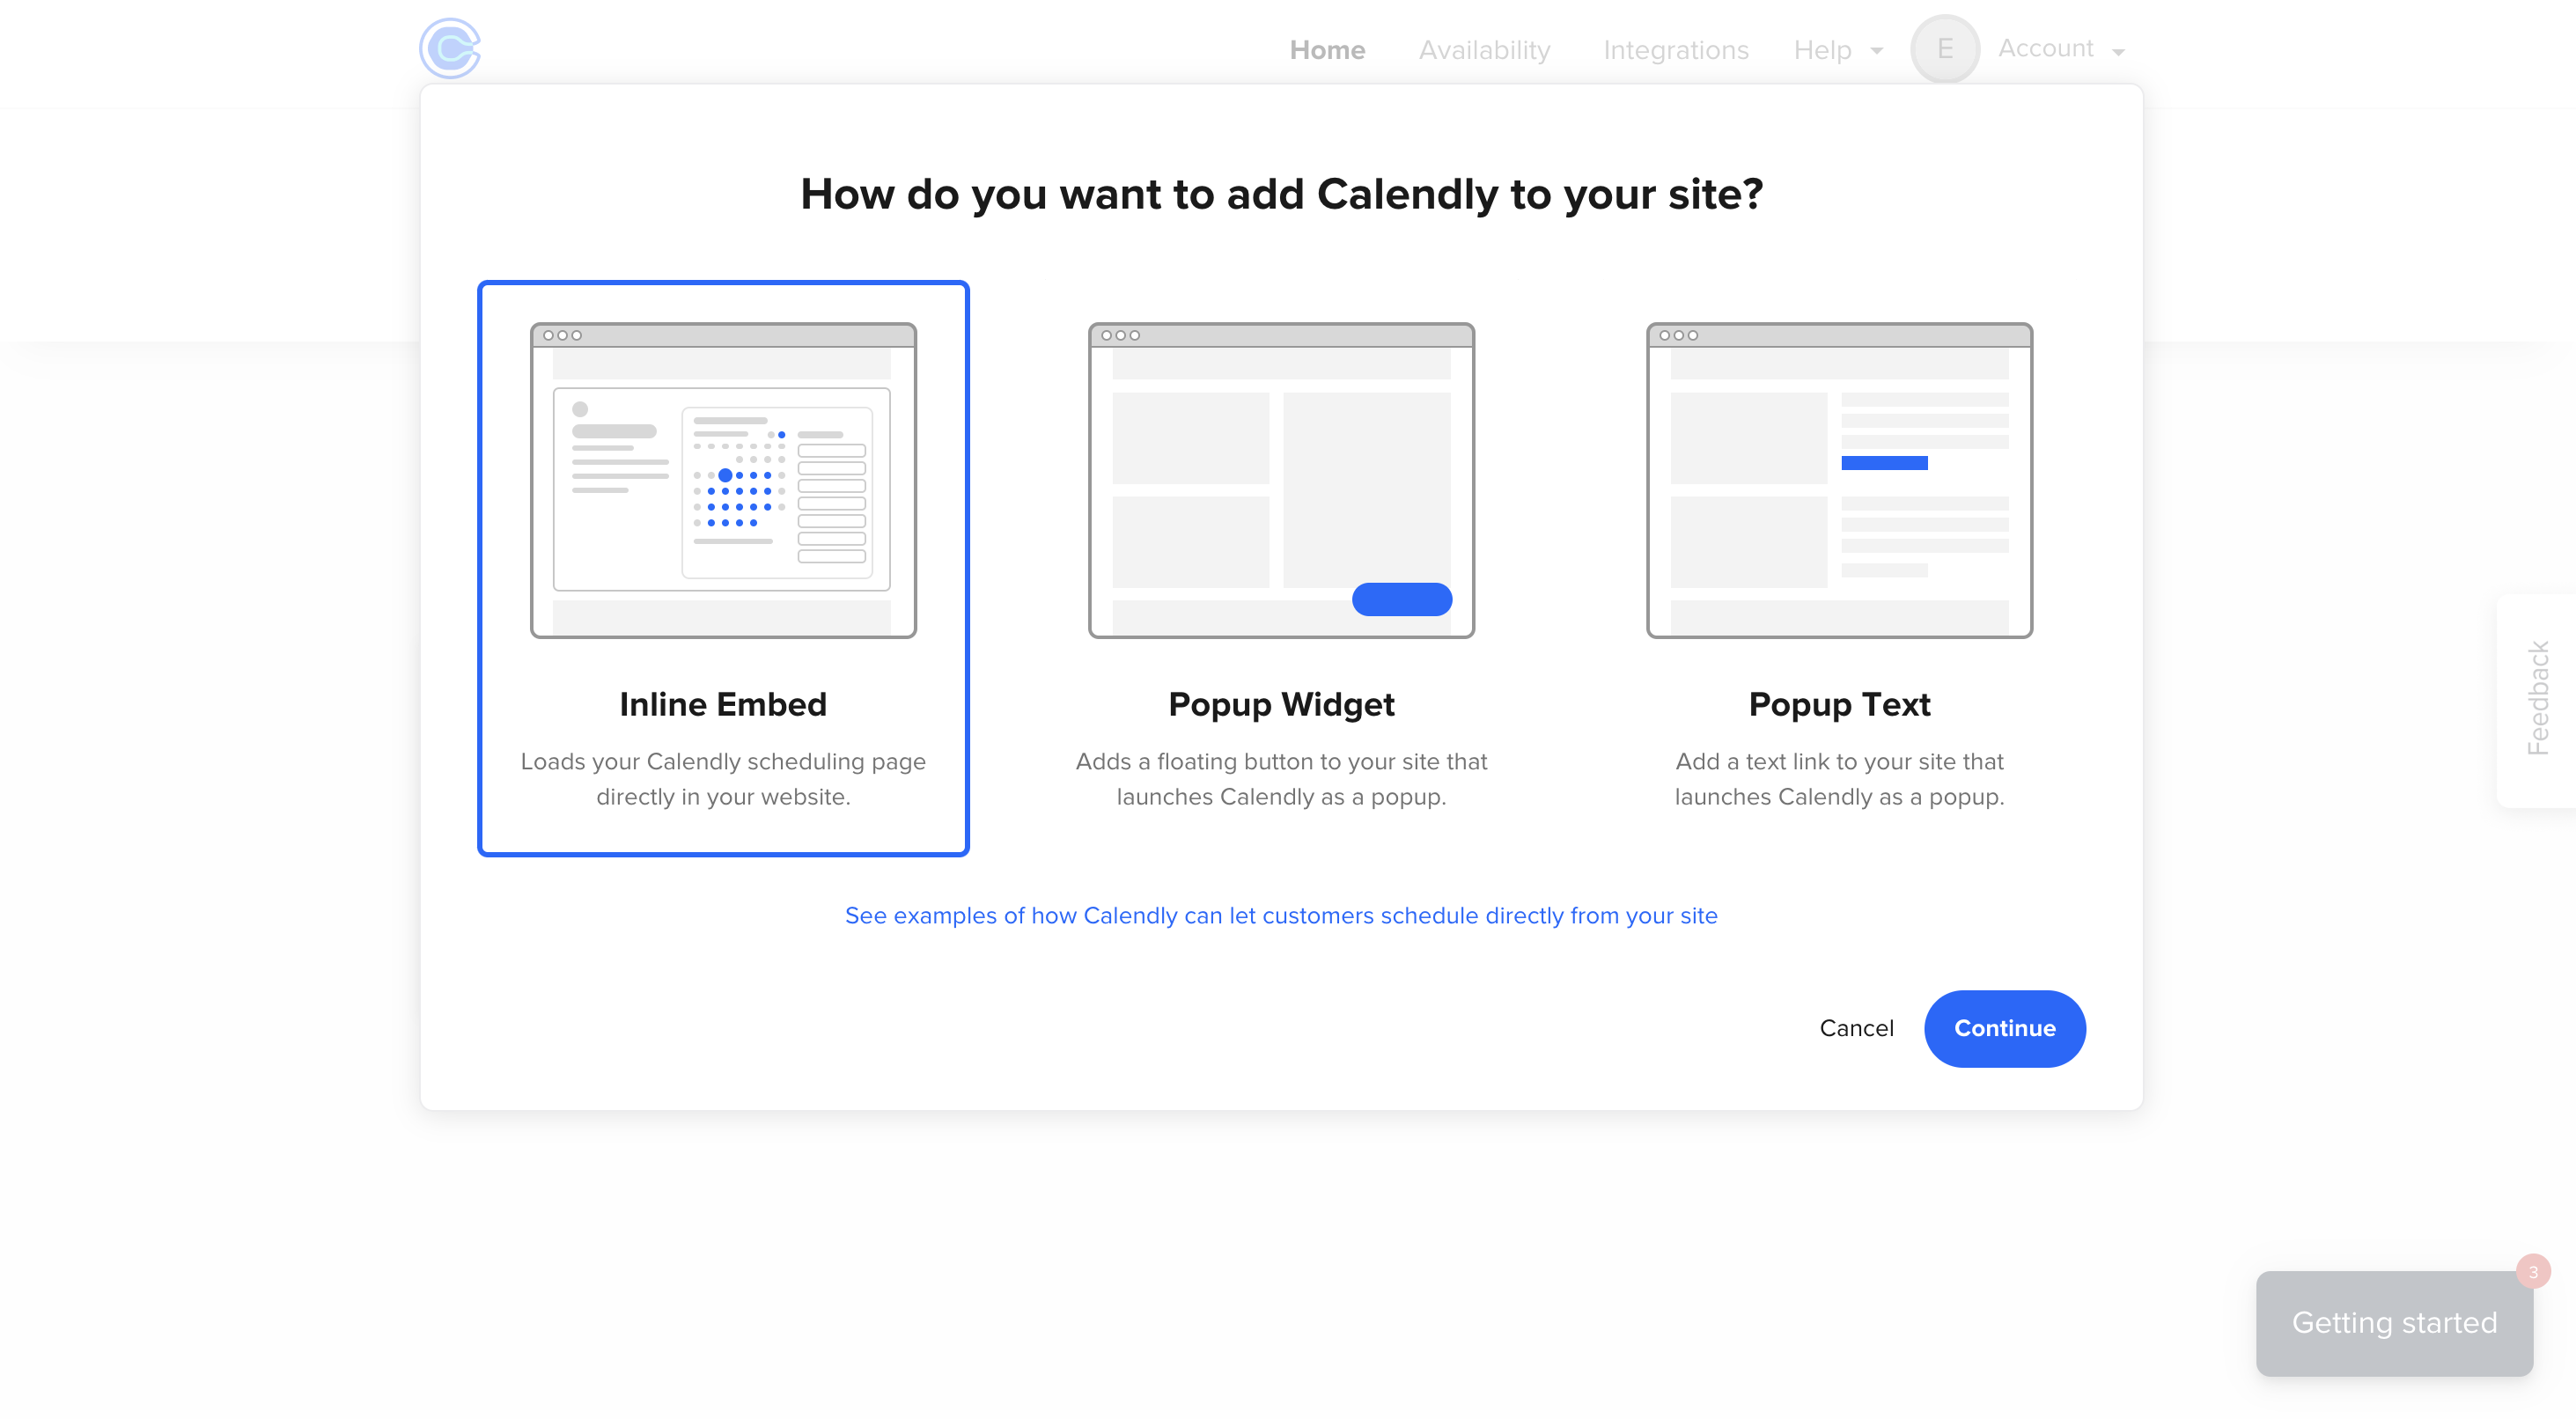 Home Availability Integrations Help E Account
How do you want to add Calendly to your site?
Inline Embed
Loads your Calendly scheduling page
directly in your website.
Popup Widget
Adds a floating button to your site that
launches Calendly as a popup.
Popup Text
Add a text link to your site that
launches Calendly as a popup.
See examples of how Calendly can let customers schedule directly from your site
Cancel Continue
Feedback
3
Getting started